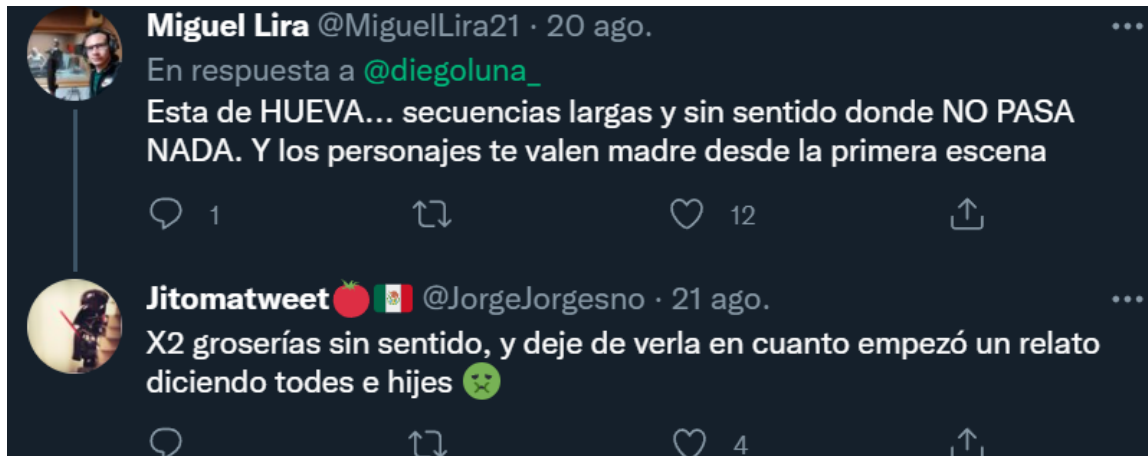 Miguel Lira @MiguelLira21 · 20 ago.
En respuesta a @diegoluna_
Esta de HUEVA... secuencias largas y sin sentido donde NO PASA
NADA. Y los personajes te valen madre desde la primera escena
1 12
Jitomatweet🍅🇲🇽 @JorgeJorgesno · 21 ago.
X2 groserías sin sentido, y deje de verla en cuanto empezó un relato
diciendo todes e hijes 🤢
4